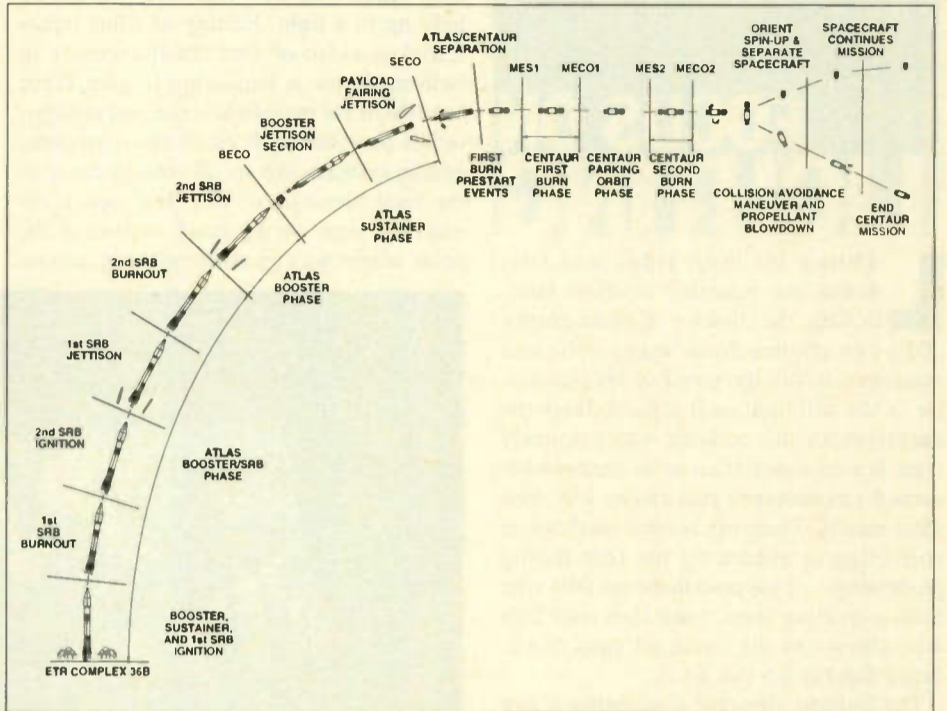 ORIENT
SPIN-UP &
SEPARATE
SPACECRAFT
SPACECRAFT
CONTINUES
MISSION
ATLAS/CENTAUR
SEPARATION
SECO
MES1
MECO1
MES2
MECO2
PAYLOAD
FAIRING
JETTISON
BOOSTER
JETTISON
SECTION
BECO
2nd SRB
JETTISON
FIRST
BURN
PRESTART
EVENTS
CENTAUR
FIRST
BURN
PHASE
CENTAUR
PARKING
ORBIT
PHASE
CENTAUR
SECOND
BURN
PHASE
COLLISION AVOIDANCE
MANEUVER AND
PROPELLANT
BLOWDOWN
END
CENTAUR
MISSION
ATLAS
SUSTAINER
PHASE
2nd SRB
BURNOUT
ATLAS
BOOSTER
PHASE
1st SRB
JETTISON
2nd SRB
IGNITION
ATLAS
BOOSTER/SRB
PHASE
1st
SRB
BURNOUT
BOOSTER,
SUSTAINER,
AND 1st SRB
IGNITION
ETR COMPLEX 36B